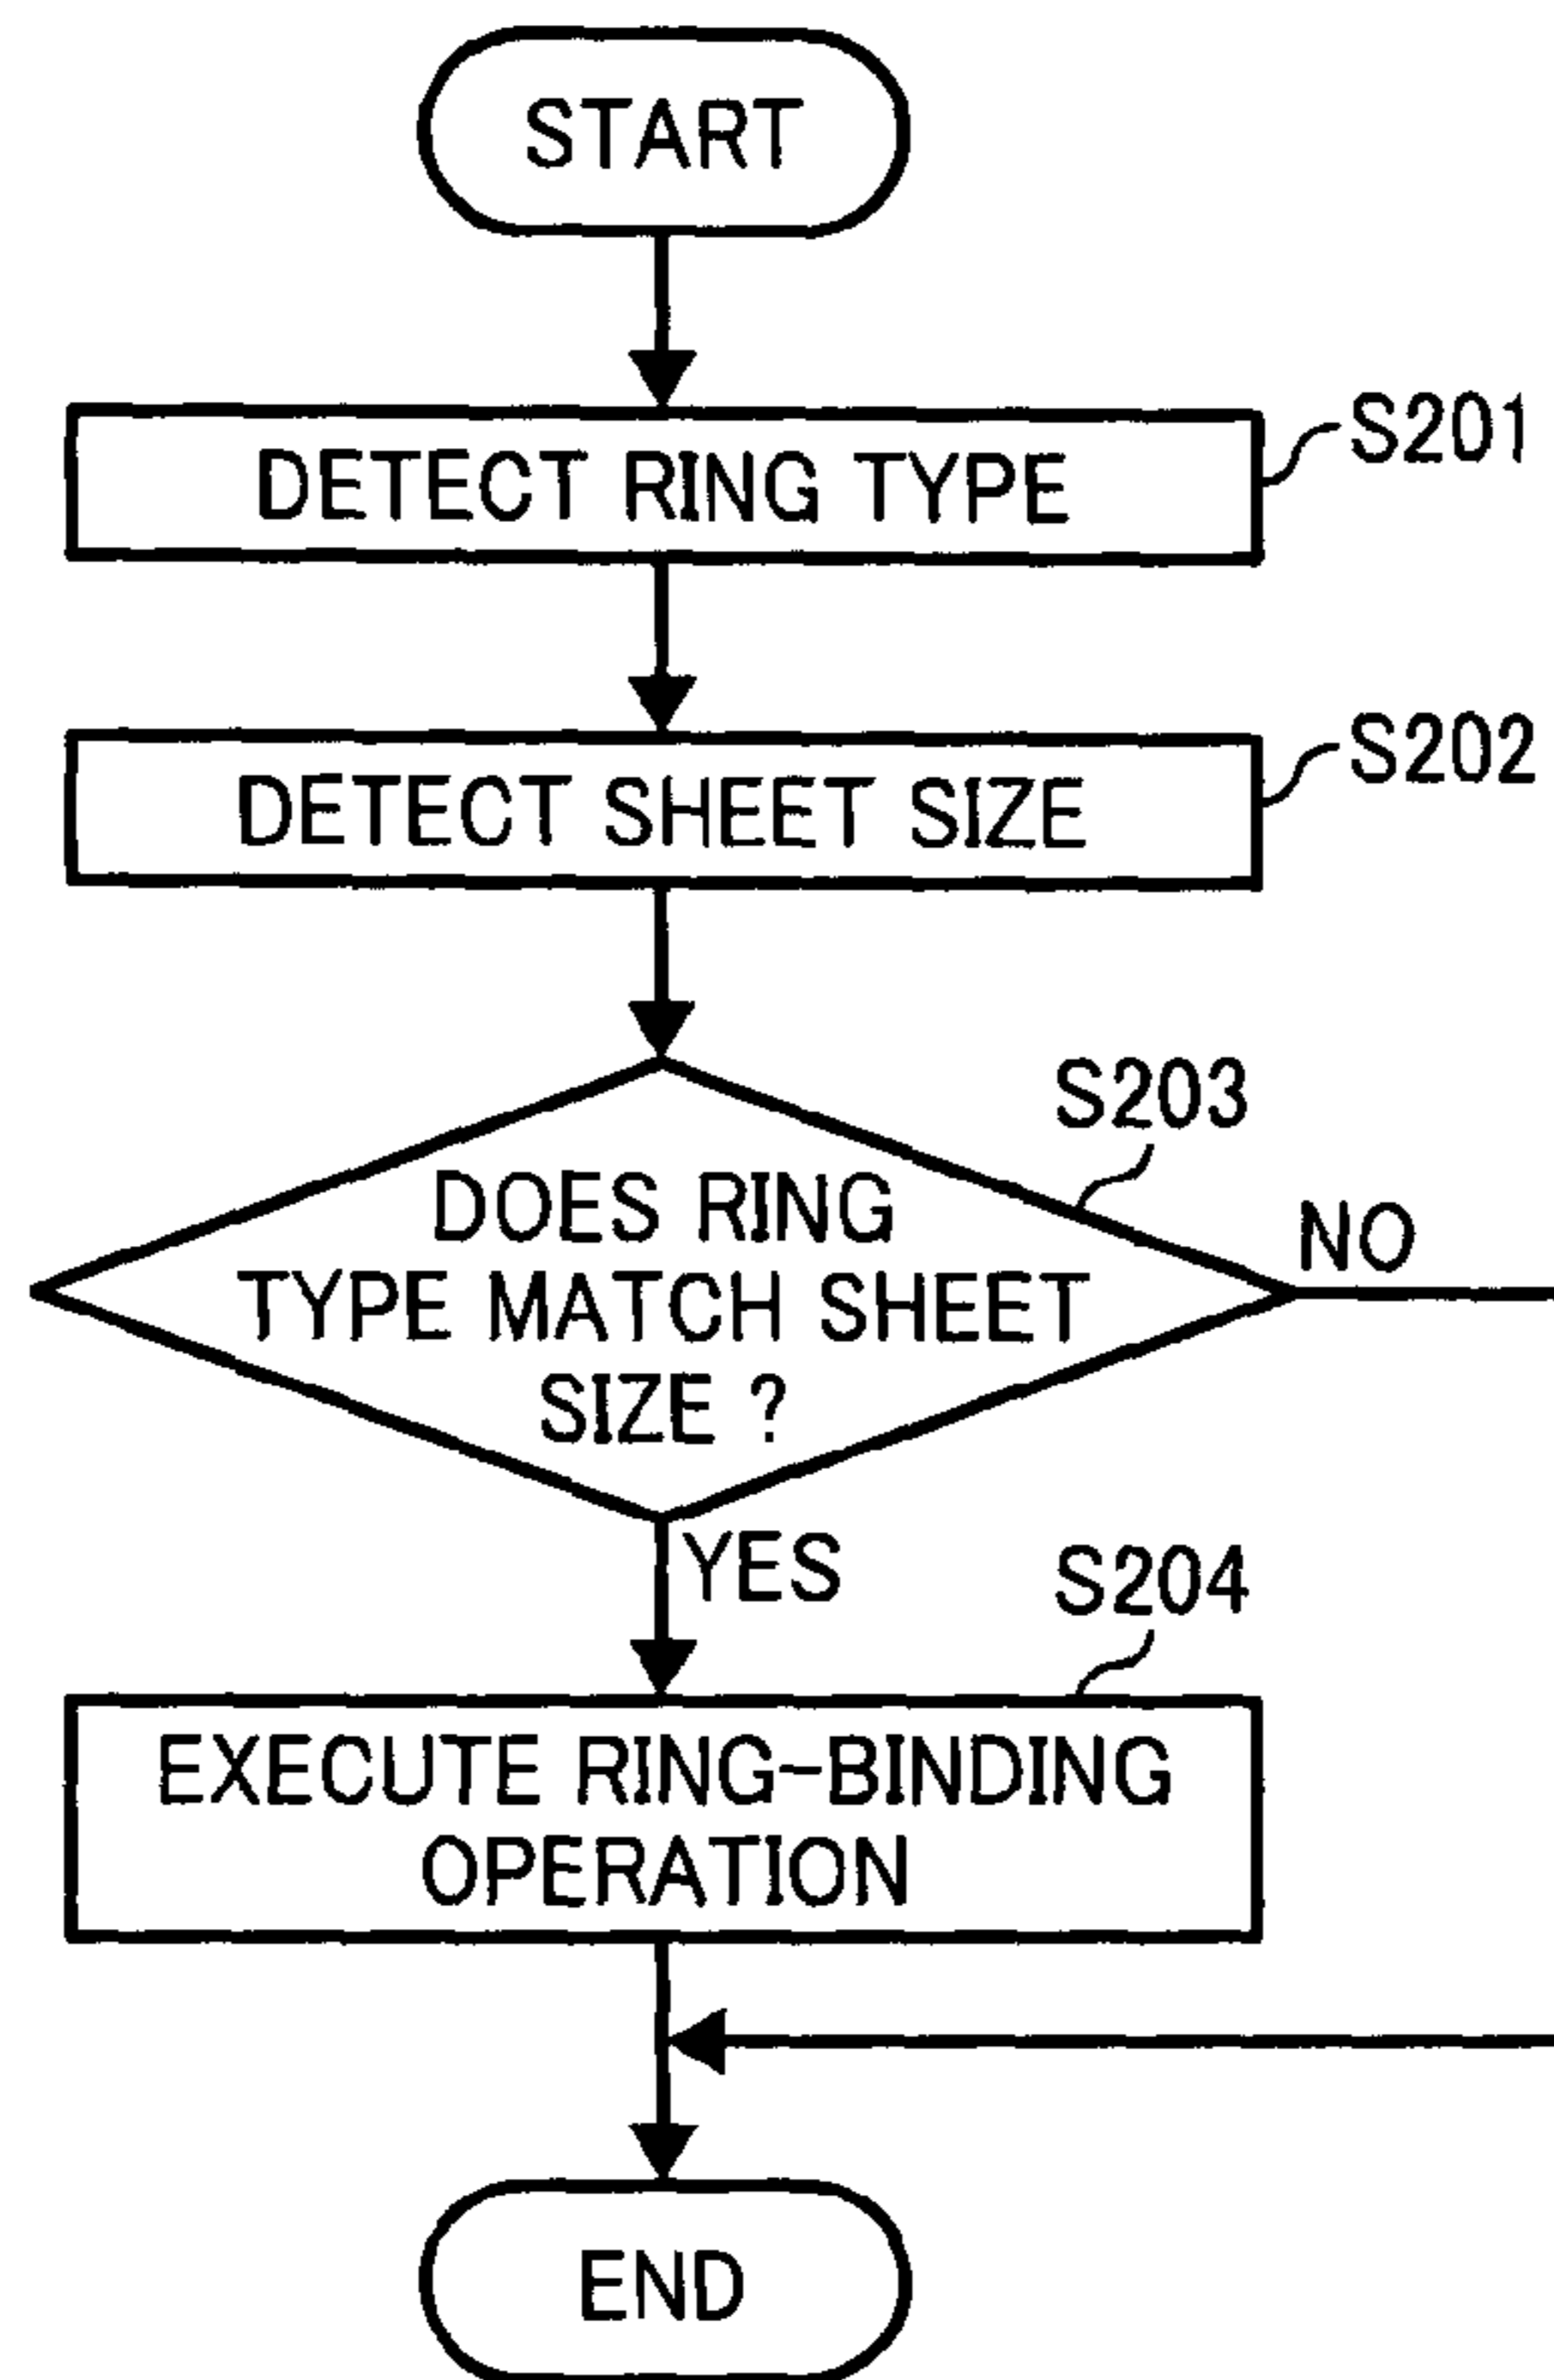 START
DETECT RING TYPE
S201
DETECT SHEET SIZE
S202
S203
DOES RING
TYPE MATCH SHEET
SIZE ?
NO
YES
S204
EXECUTE RING-BINDING
OPERATION
END